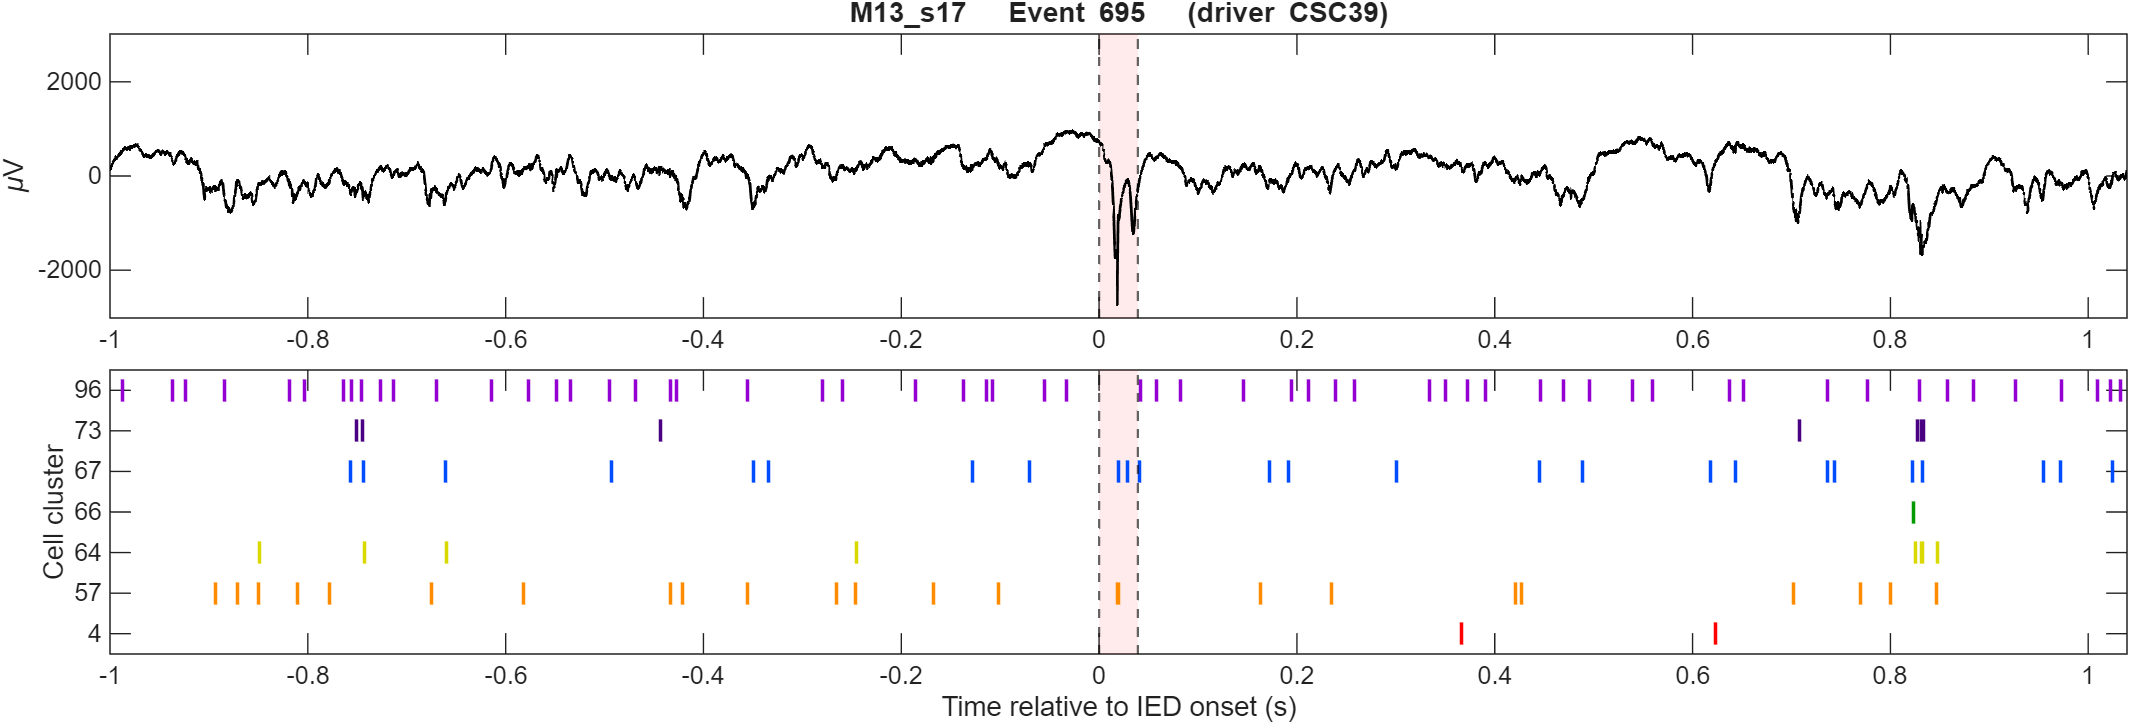 M13_s17 Event 695 (driver CSC39)
µV
2000
0
-2000
-1 -0.8 -0.6 -0.4 -0.2 0 0.2 0.4 0.6 0.8 1
Cell cluster
96
73
67
66
64
57
4
-1 -0.8 -0.6 -0.4 -0.2 0 0.2 0.4 0.6 0.8 1
Time relative to IED onset (s)